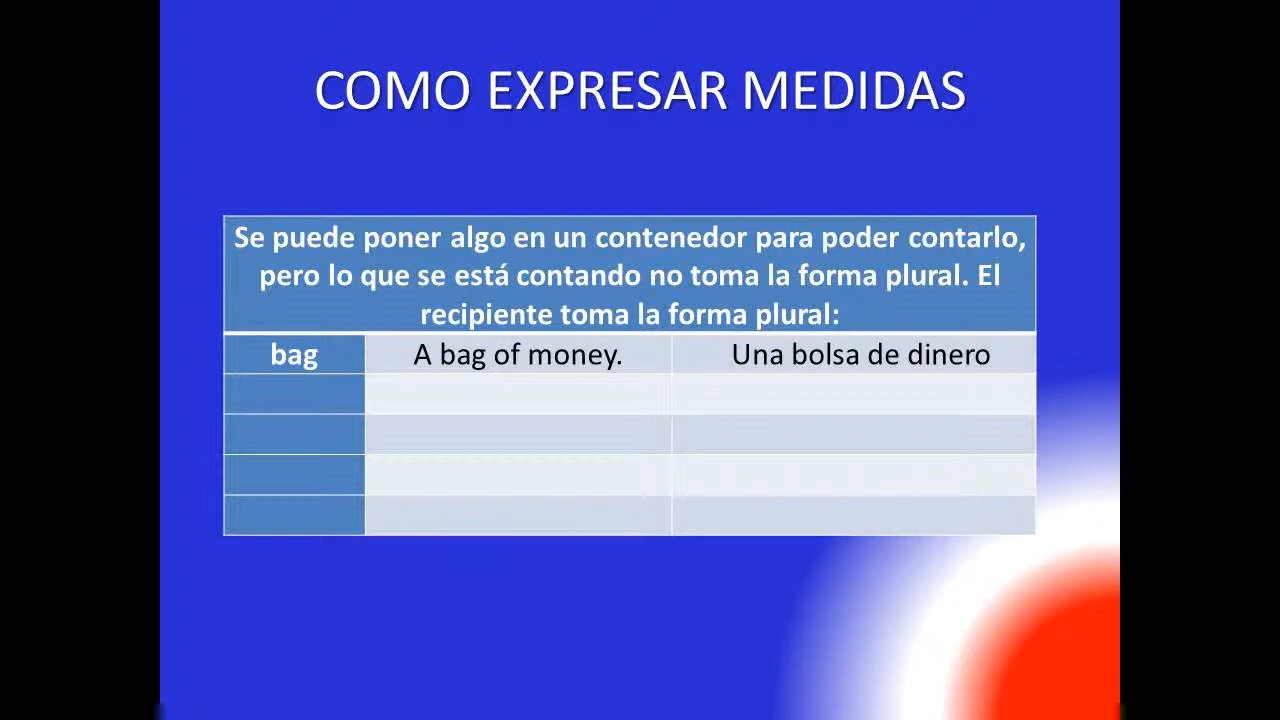 COMO EXPRESAR MEDIDAS
Se puede poner algo en un contenedor para poder contarlo,
pero lo que se está contando no toma la forma plural. El
recipiente toma la forma plural:
bag A bag of money. Una bolsa de dinero